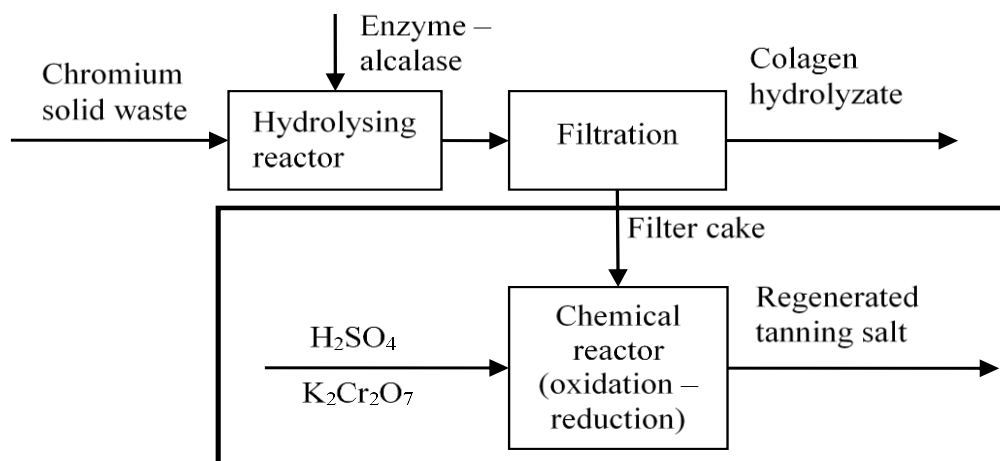 Enzyme –
alcalase
Chromium
solid waste
Hydrolysing
reactor
Filtration
Colagen
hydrolyzate
Filter cake
H₂SO₄
K₂Cr₂O₇
Chemical
reactor
(oxidation –
reduction)
Regenerated
tanning salt